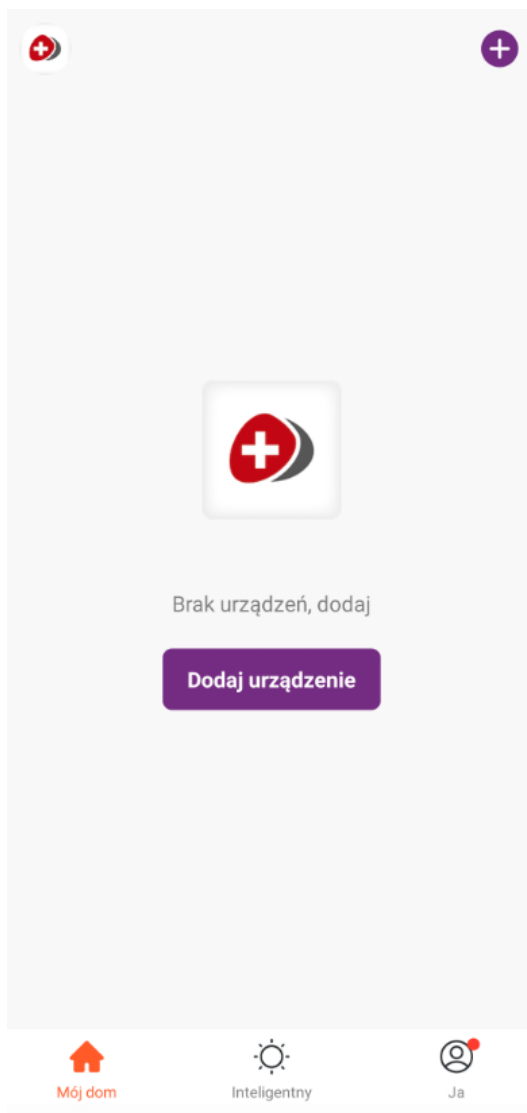 Brak urządzeń, dodaj
Dodaj urządzenie
Mój dom
Inteligentny
Ja